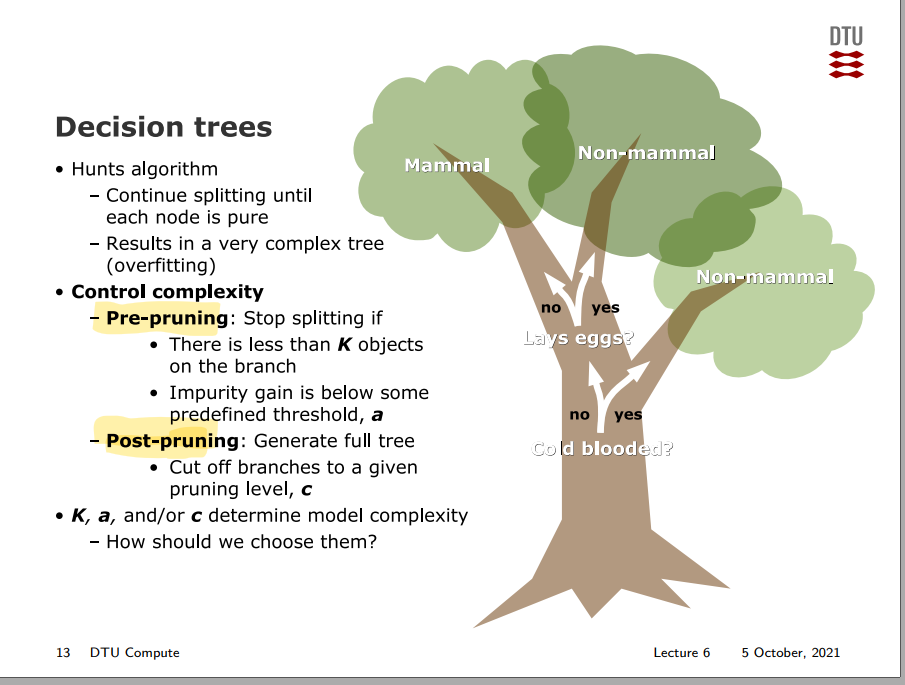 DTU
Decision trees
• Hunts algorithm
– Continue splitting until
each node is pure
– Results in a very complex tree
(overfitting)
• Control complexity
– Pre-pruning: Stop splitting if
• There is less than K objects
on the branch
• Impurity gain is below some
predefined threshold, a
– Post-pruning: Generate full tree
• Cut off branches to a given
pruning level, c
• K, a, and/or c determine model complexity
– How should we choose them?
Mammal
Non-mammal
Non-mammal
no yes
Lays eggs?
no yes
Cold blooded?
13 DTU Compute
Lecture 6 5 October, 2021